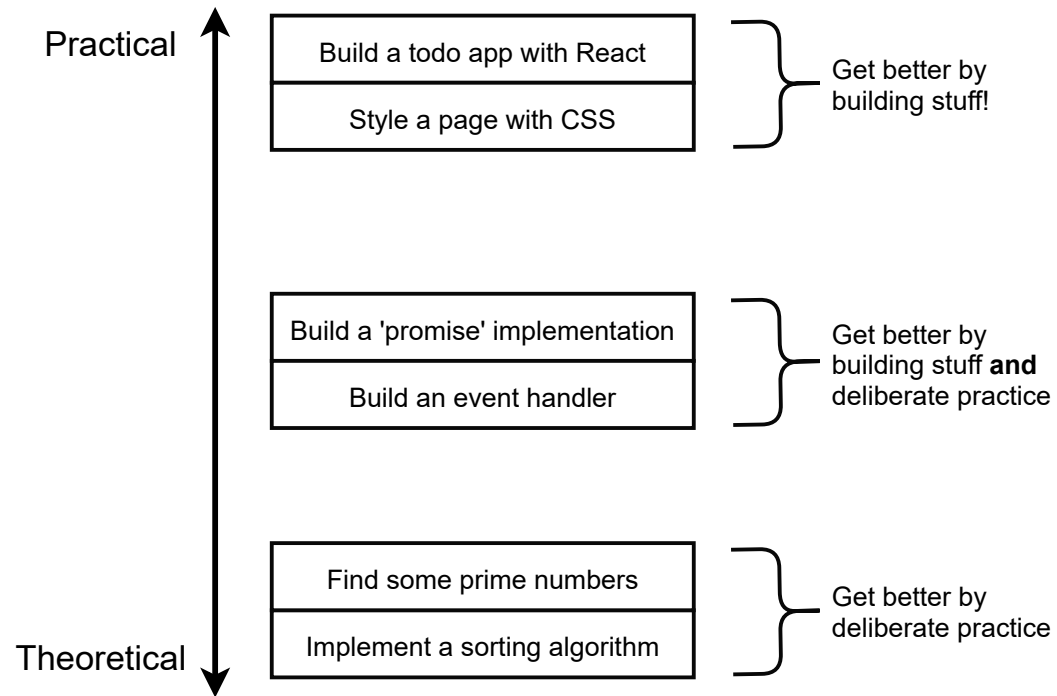 Practical
Build a todo app with React
Style a page with CSS
Get better by
building stuff!
Build a 'promise' implementation
Build an event handler
Get better by
building stuff and
deliberate practice
Find some prime numbers
Implement a sorting algorithm
Get better by
deliberate practice
Theoretical